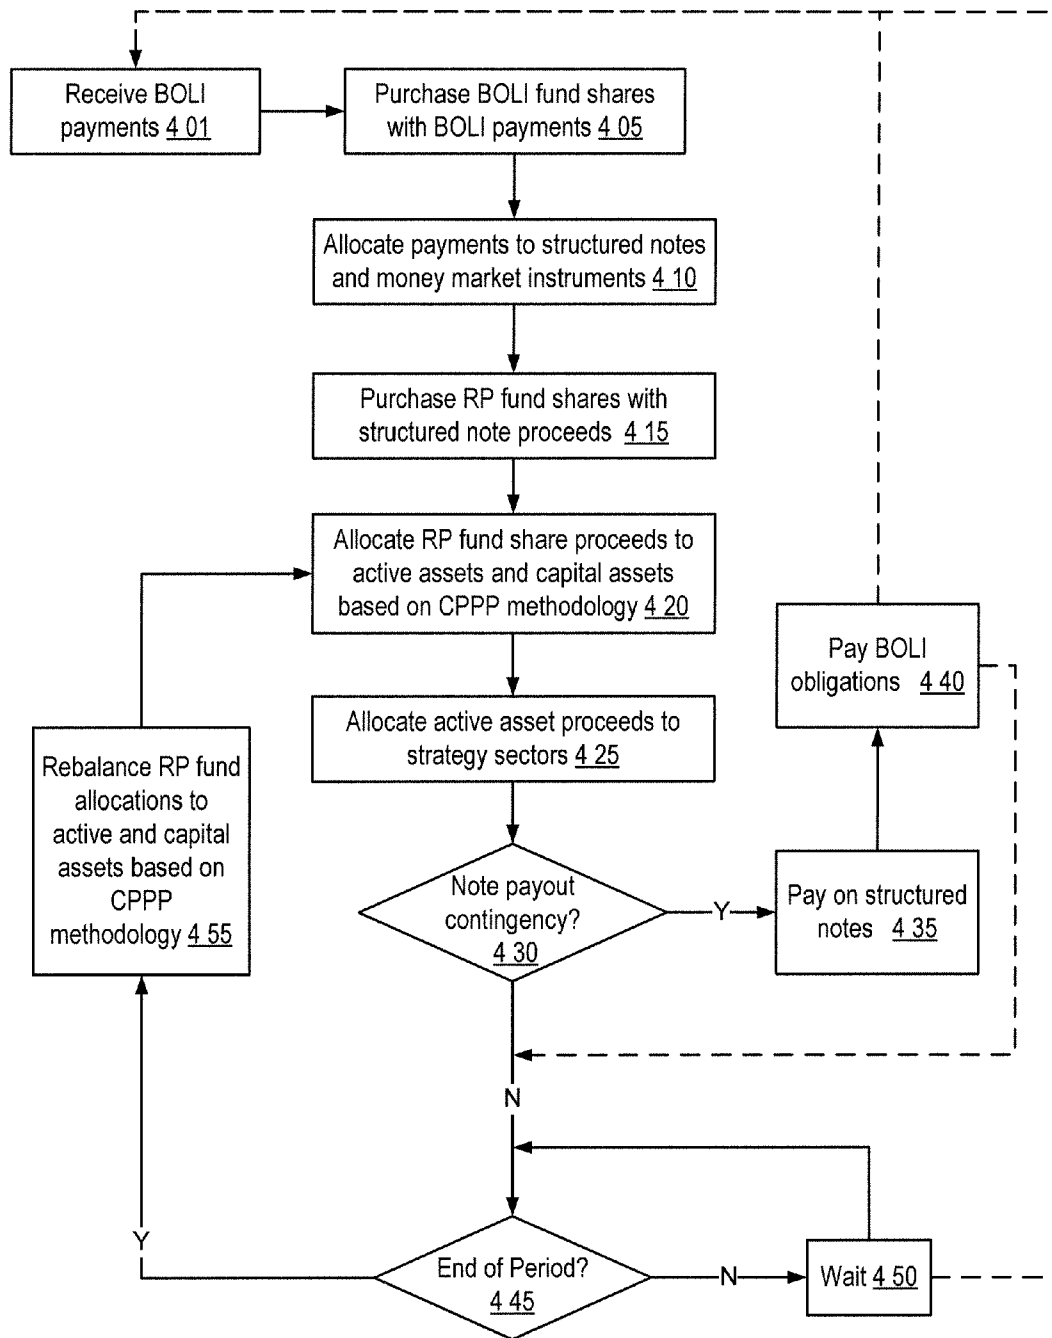 Receive BOLI
payments 4 01
Purchase BOLI fund shares
with BOLI payments 4 05
Allocate payments to structured notes
and money market instruments 4 10
Purchase RP fund shares with
structured note proceeds 4 15
Allocate RP fund share proceeds to
active assets and capital assets
based on CPPP methodology 4 20
Pay BOLI
obligations 4 40
Allocate active asset proceeds to
strategy sectors 4 25
Rebalance RP fund
allocations to
active and capital
assets based on
CPPP
methodology 4 55
Note payout
contingency?
4 30
Y
Pay on structured
notes 4 35
N
Y
End of Period?
4 45
N
Wait 4 50